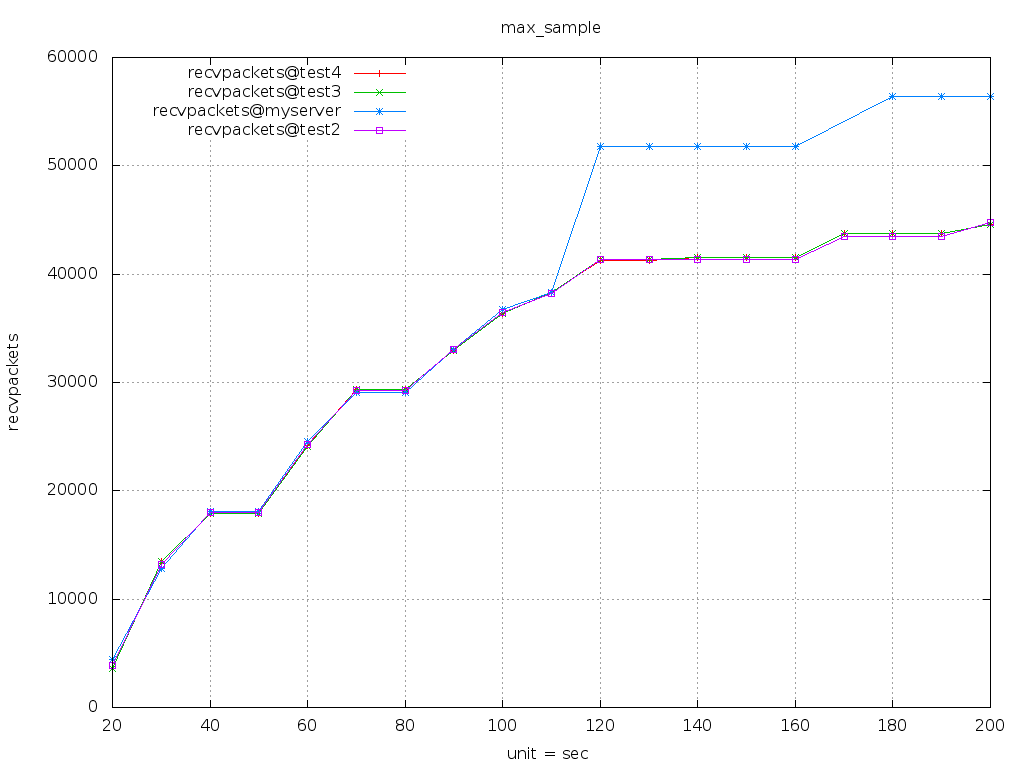 max_sample
60000
50000
40000
30000
20000
10000
0
recvpackets
recvpackets@test4
recvpackets@test3
recvpackets@myserver
recvpackets@test2
20 40 60 80 100 120 140 160 180 200
unit = sec